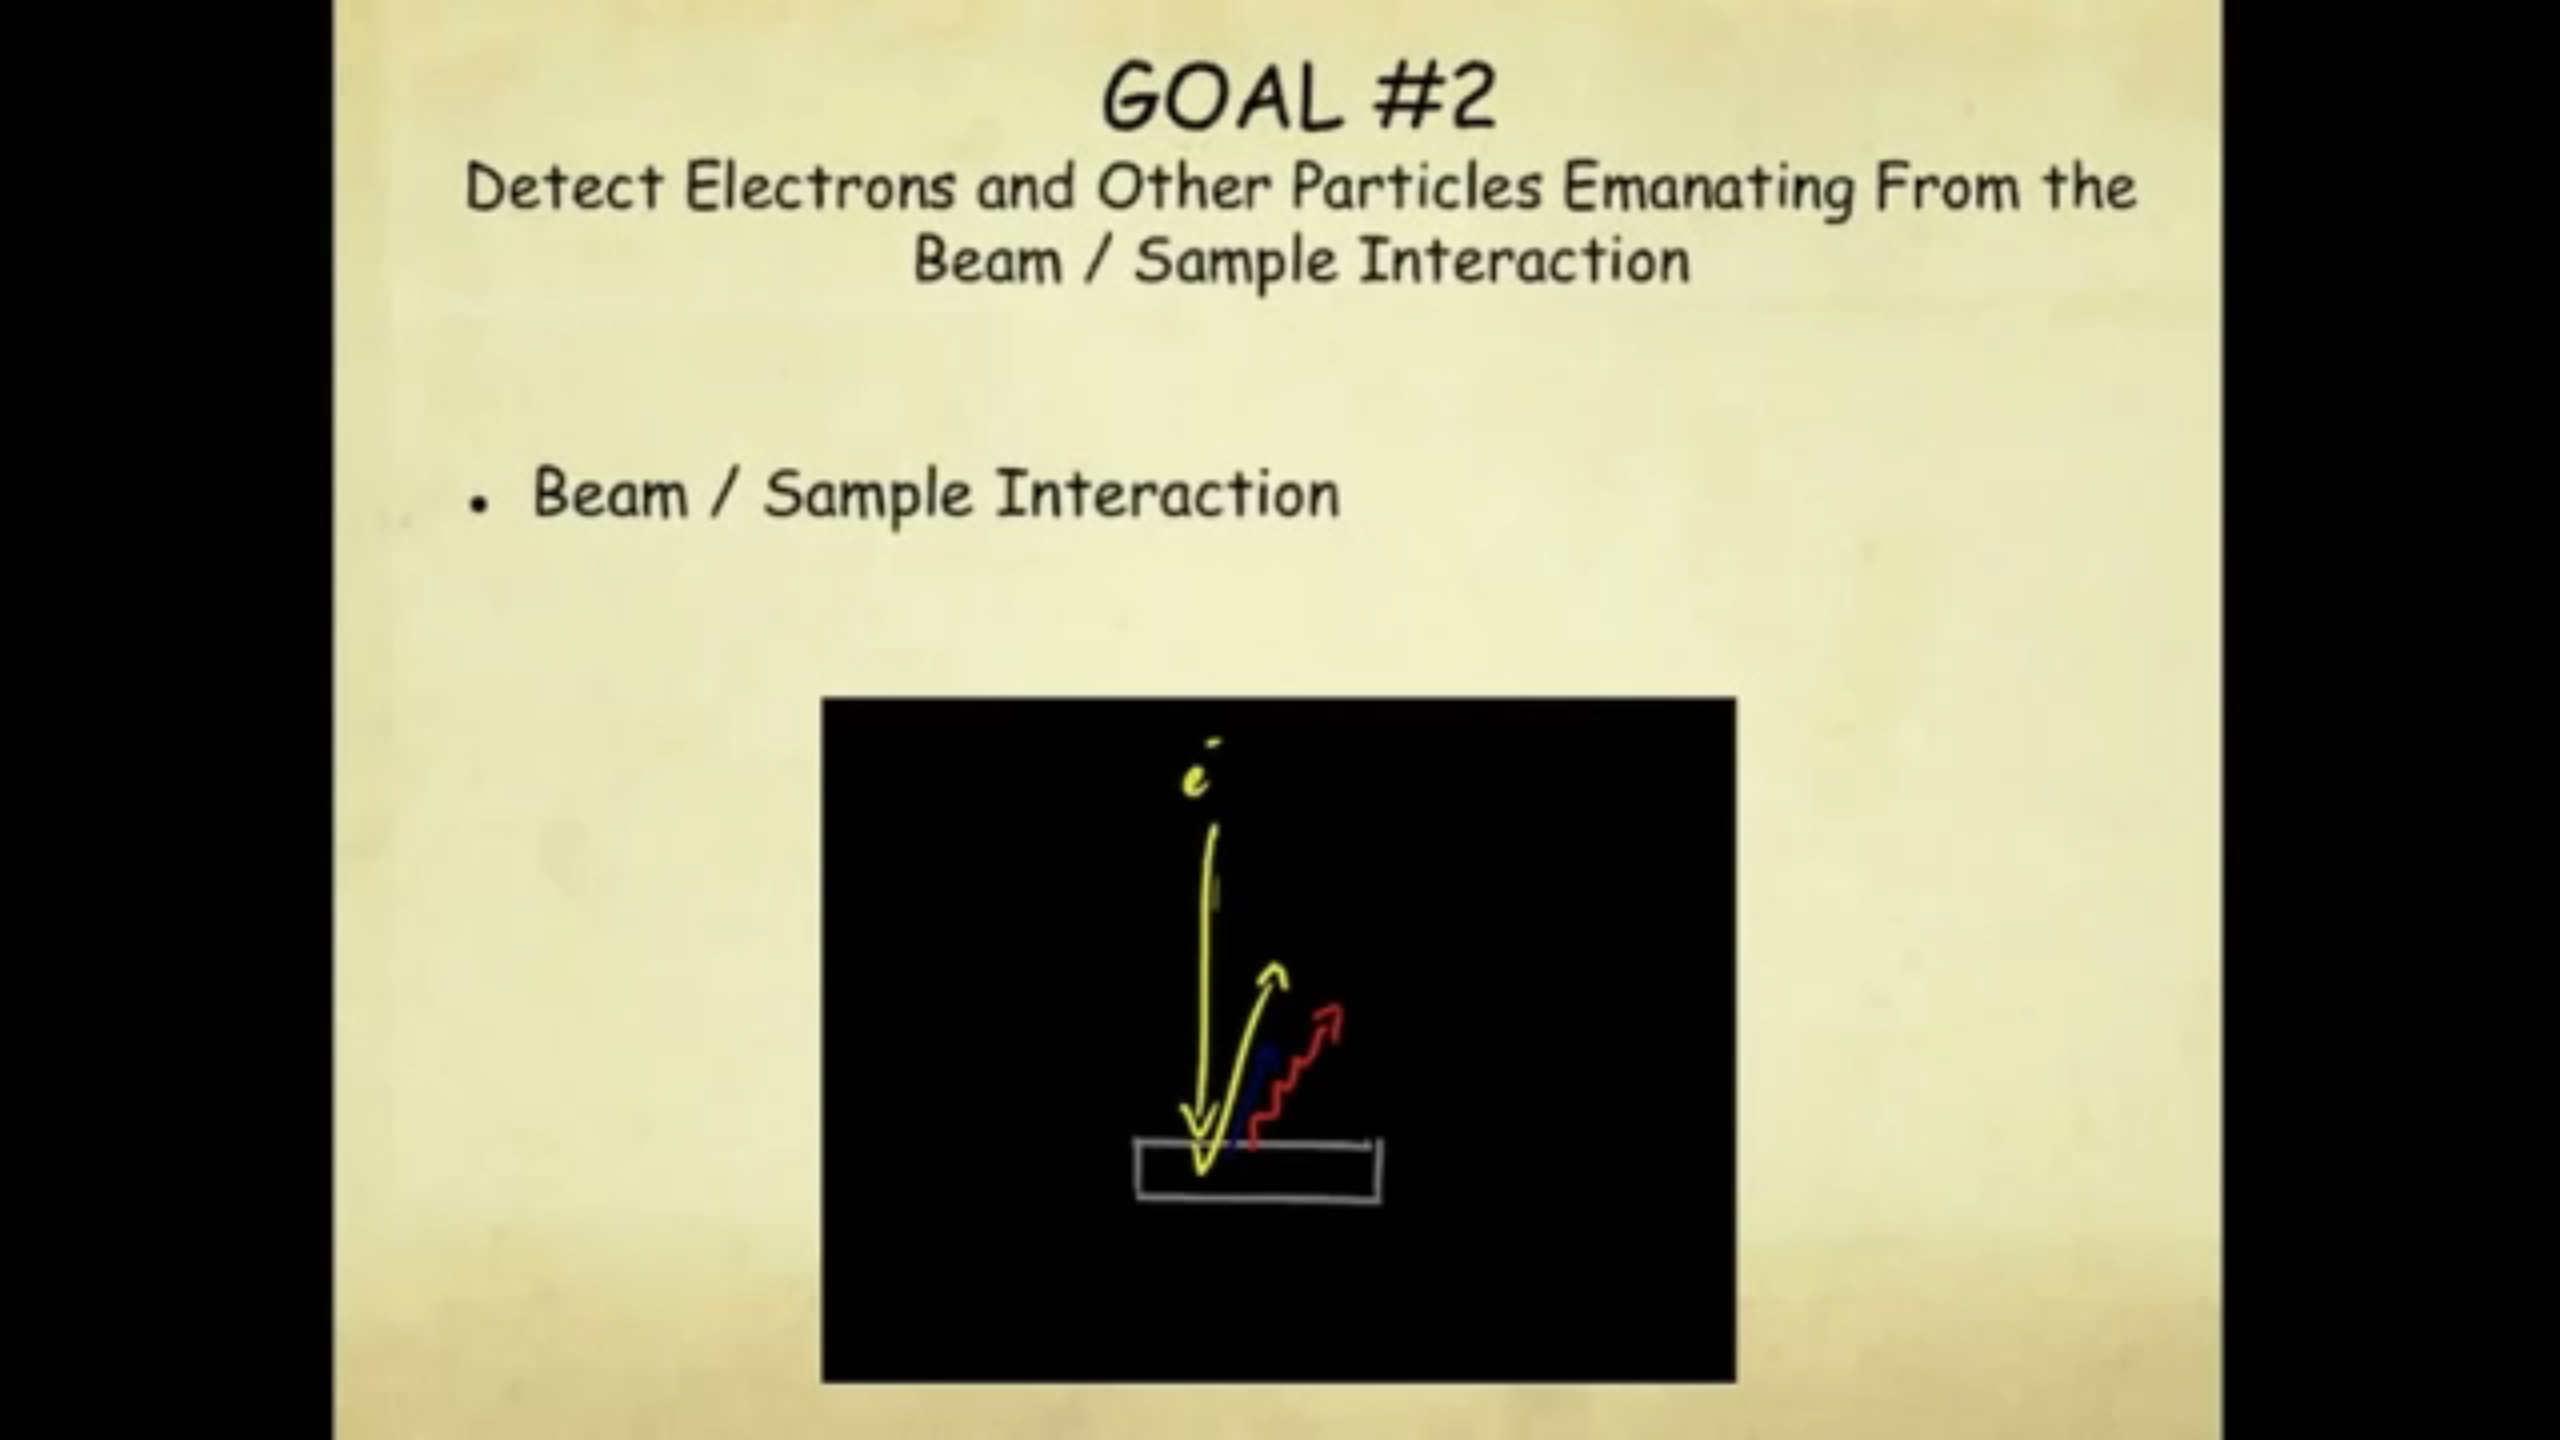 GOAL #2
Detect Electrons and Other Particles Emanating From the
Beam / Sample Interaction
• Beam / Sample Interaction
e⁻